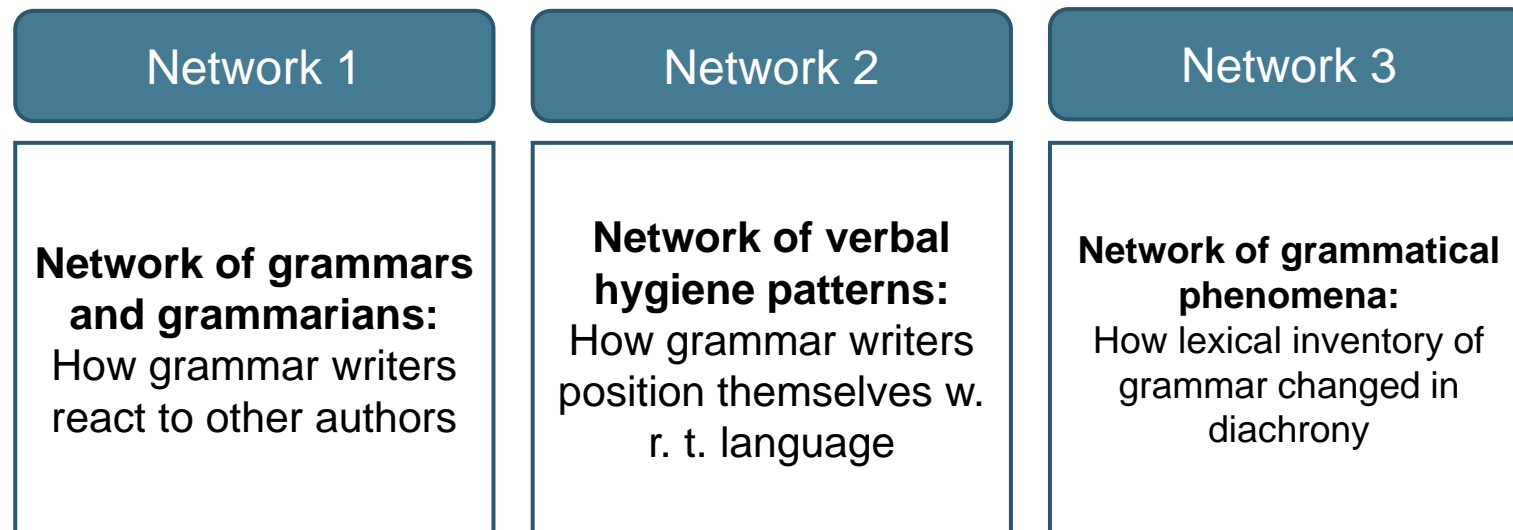 Network 1
Network of grammars
and grammarians:
How grammar writers
react to other authors
Network 2
Network of verbal
hygiene patterns:
How grammar writers
position themselves w.
r. t. language
Network 3
Network of grammatical
phenomena:
How lexical inventory of
grammar changed in
diachrony